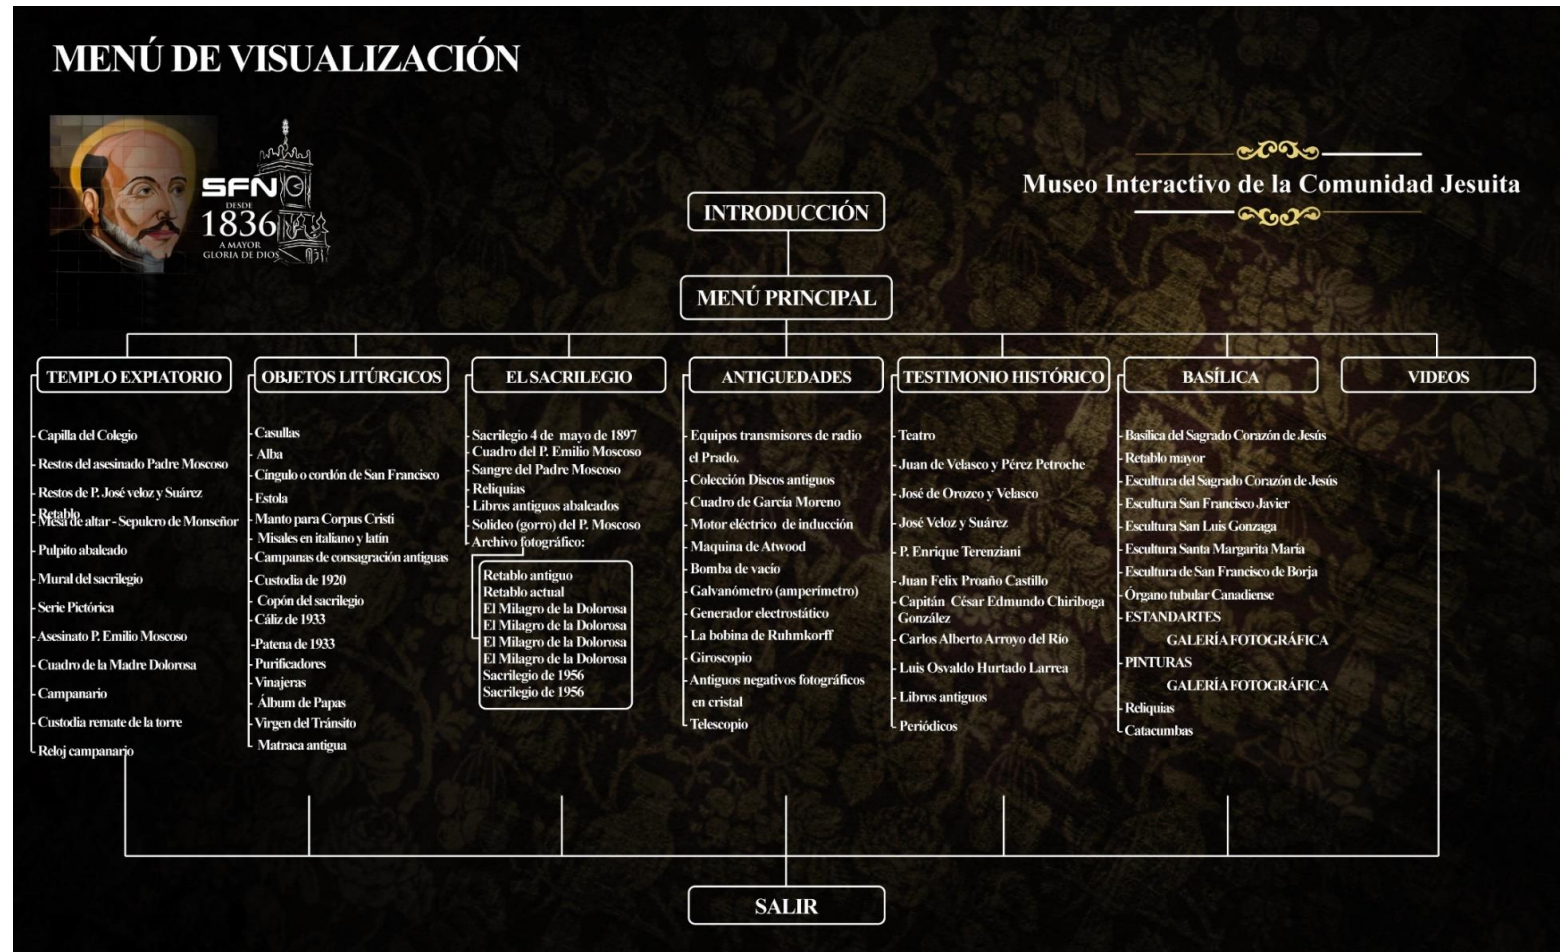 MENÚ DE VISUALIZACIÓN
SFN
DESDE
1836
A MAYOR
GLORIA DE DIOS
Museo Interactivo de la Comunidad Jesuita
INTRODUCCIÓN
MENÚ PRINCIPAL
TEMPLO EXPIATORIO
- Capilla del Colegio
- Restos del asesinado Padre Moscoso
- Restos de P. José veloz y Suárez
- Retablo
- Mesa de altar - Sepulcro de Monseñor
- Pulpito abaleado
- Mural del sacrilegio
- Serie Pictórica
- Asesinato P. Emilio Moscoso
- Cuadro de la Madre Dolorosa
- Campanario
- Custodia remate de la torre
- Reloj campanario
OBJETOS LITÚRGICOS
- Casullas
- Alba
- Cíngulo o cordón de San Francisco
- Estola
- Manto para Corpus Cristi
- Misales en italiano y latín
- Campanas de consagración antiguas
- Custodia de 1920
- Copón del sacrilegio
- Cáliz de 1933
-Patena de 1933
- Purificadores
- Vinajeras
- Álbum de Papas
- Virgen del Tránsito
- Matraca antigua
EL SACRILEGIO
- Sacrilegio 4 de mayo de 1897
- Cuadro del P. Emilio Moscoso
- Sangre del Padre Moscoso
- Reliquias
- Libros antiguos abaleados
- Solideo (gorro) del P. Moscoso
- Archivo fotográfico:
Retablo antiguo
Retablo actual
El Milagro de la Dolorosa
El Milagro de la Dolorosa
El Milagro de la Dolorosa
El Milagro de la Dolorosa
Sacrilegio de 1956
Sacrilegio de 1956
ANTIGUEDADES
- Equipos transmisores de radio
el Prado.
- Colección Discos antiguos
- Cuadro de García Moreno
- Motor eléctrico de inducción
- Maquina de Atwood
- Bomba de vacío
- Galvanómetro (amperímetro)
- Generador electrostático
- La bobina de Ruhmkorff
- Giroscopio
- Antiguos negativos fotográficos
en cristal
- Telescopio
TESTIMONIO HISTÓRICO
- Teatro
- Juan de Velasco y Pérez Petroche
- José de Orozco y Velasco
- José Veloz y Suárez
- P. Enrique Terenziani
- Juan Felix Proaño Castillo
- Capitán César Edmundo Chiriboga
González
- Carlos Alberto Arroyo del Río
- Luis Osvaldo Hurtado Larrea
- Libros antiguos
- Periódicos
BASÍLICA
- Basílica del Sagrado Corazón de Jesús
- Retablo mayor
- Escultura del Sagrado Corazón de Jesús
- Escultura San Francisco Javier
- Escultura San Luis Gonzaga
- Escultura Santa Margarita María
- Escultura de San Francisco de Borja
- Órgano tubular Canadiense
- ESTANDARTES
GALERÍA FOTOGRÁFICA
- PINTURAS
GALERÍA FOTOGRÁFICA
- Reliquias
- Catacumbas
VIDEOS
SALIR